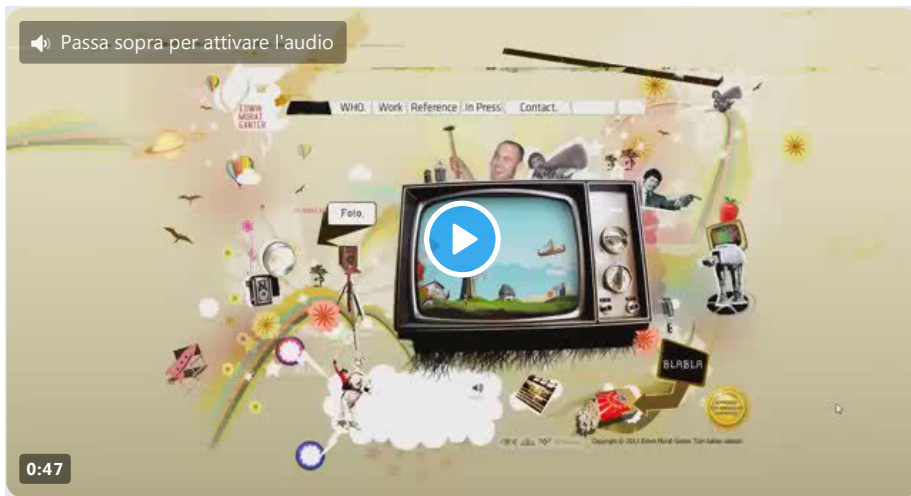 Passa sopra per attivare l'audio
EDWIN
MURAT
GANTER
WHO. Work Reference In Press Contact.
Foto.
BLABLA
0:47